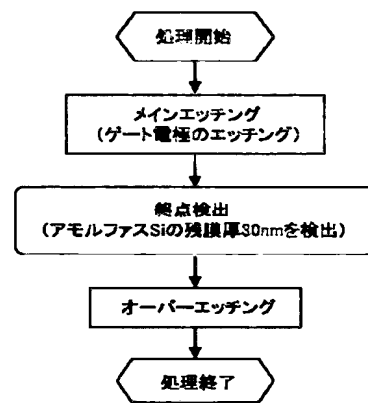 処理開始
メインエッチング
(ゲート電極のエッチング)
終点検出
(アモルファスSiの残膜厚30nmを検出)
オーバーエッチング
処理終了